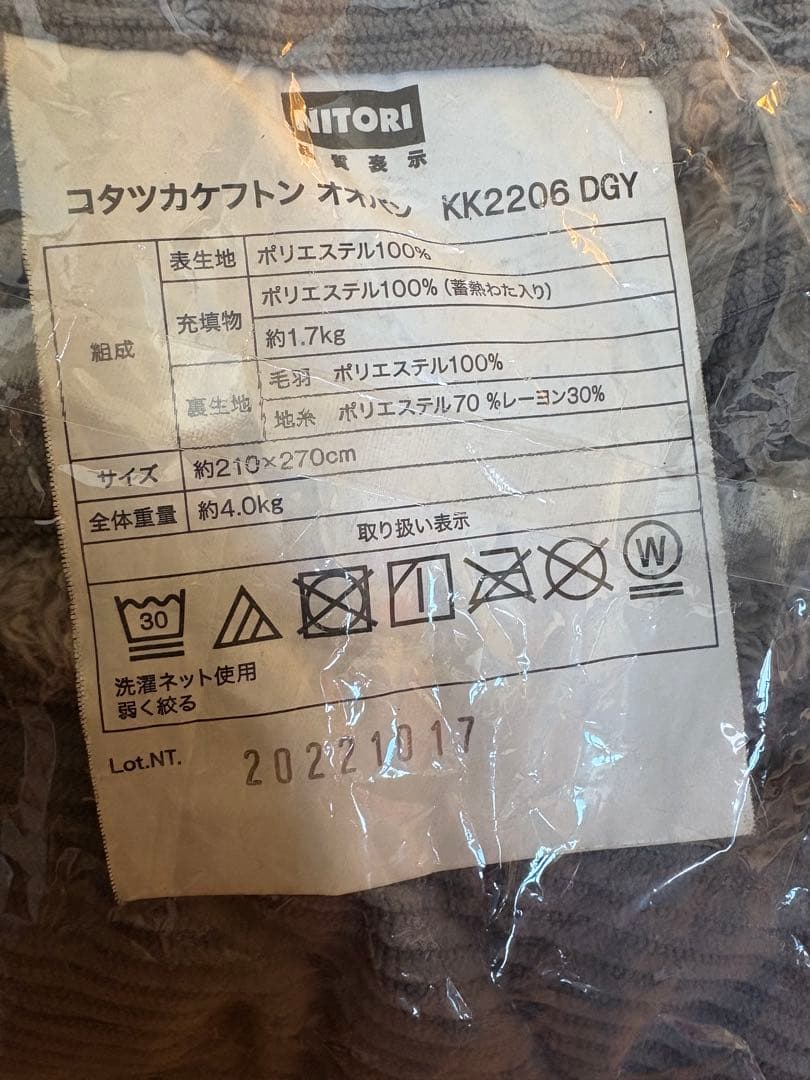 NITORI
品質表示
コタツカケフトン オオバン KK2206 DGY
組成
表生地 ポリエステル100%
充填物 ポリエステル100% (蓄熱わた入り)
約1.7kg
裏生地 毛羽 ポリエステル100%
地糸 ポリエステル70 %レーヨン30%
サイズ 約210×270cm
全体重量 約4.0kg
取り扱い表示
30
W
洗濯ネット使用
弱く絞る
Lot.NT. 20221017